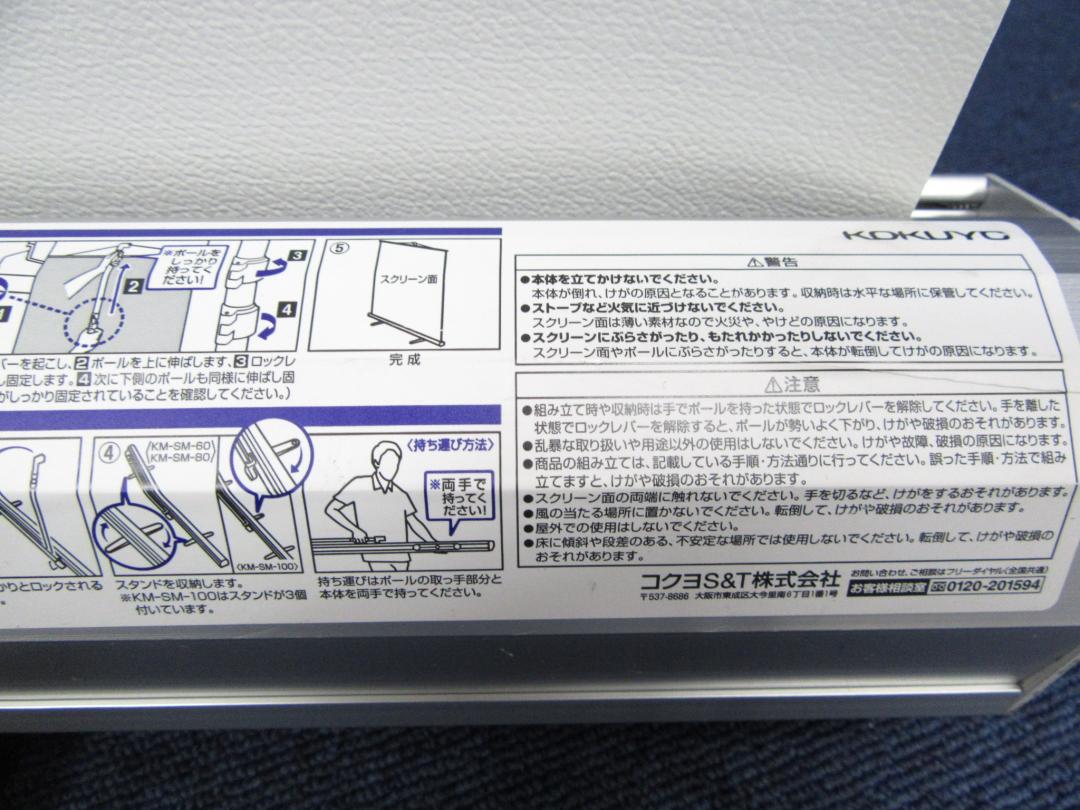 KOKUYO
※ポールを
しっかり
持ってく
ださい!
1
2
3
4
⑤
スクリーン面
完成
バーを起こし、2ポールを上に伸ばします、3ロックレ
し固定します。4次に下側のポールも同様に伸ばし固
がしっかり固定されていることを確認してください。)
④
(KM-SM-60)
(KM-SM-80)
(KM-SM-100)
〈持ち運び方法〉
※両手で
持ってく
ださい!
かりとロックされる
スタンドを収納します。
※KM-SM-100はスタンドが3個
付いています。
持ち運びはポールの取っ手部分と
本体を両手で持ってください。
⚠警告
●本体を立てかけないでください。
本体が倒れ、けがの原因となることがあります。収納時は水平な場所に保管してください。
●ストーブなど火気に近づけないでください。
スクリーン面は薄い素材なので火災や、やけどの原因になります。
●スクリーンにぶらさがったり、もたれかかったりしないでください。
スクリーン面やポールにぶらさがったりすると、本体が転倒してけがの原因になります。
⚠注意
●組み立て時や収納時は手でポールを持った状態でロックレバーを解除してください。手を離した
状態でロックレバーを解除すると、ポールが勢いよく下がり、けがや破損のおそれがあります。
●乱暴な取り扱いや用途以外の使用はしないでください。けがや故障、破損の原因になります。
●商品の組み立ては、記載している手順・方法通りに行ってください。誤った手順・方法で組み
立てますと、けがや破損のおそれがあります。
●スクリーン面の両端に触れないでください。手を切るなど、けがをするおそれがあります。
●風の当たる場所に置かないでください。転倒して、けがや破損のおそれがあります。
●屋外での使用はしないでください。
●床に傾斜や段差のある、不安定な場所では使用しないでください。転倒して、けがや破損の
おそれがあります。
コクヨS&T株式会社
〒537-8686 大阪市東成区大今里南6丁目1番1号
お問い合わせ、ご相談はフリーダイヤル(全国共通)
お客様相談室 0120-201594